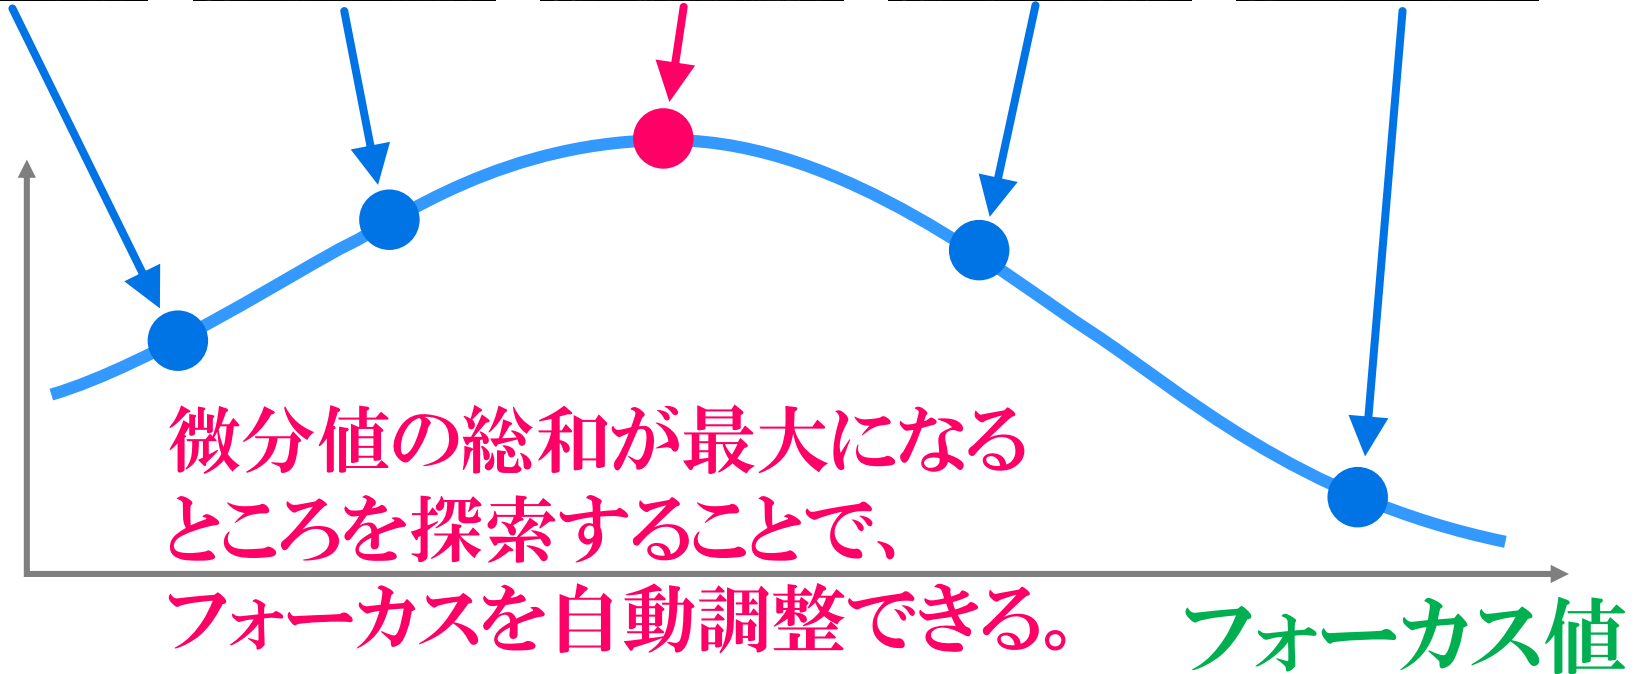 微分値の総和が最大になる
ところを探索することで、
フォーカスを自動調整できる。
フォーカス値